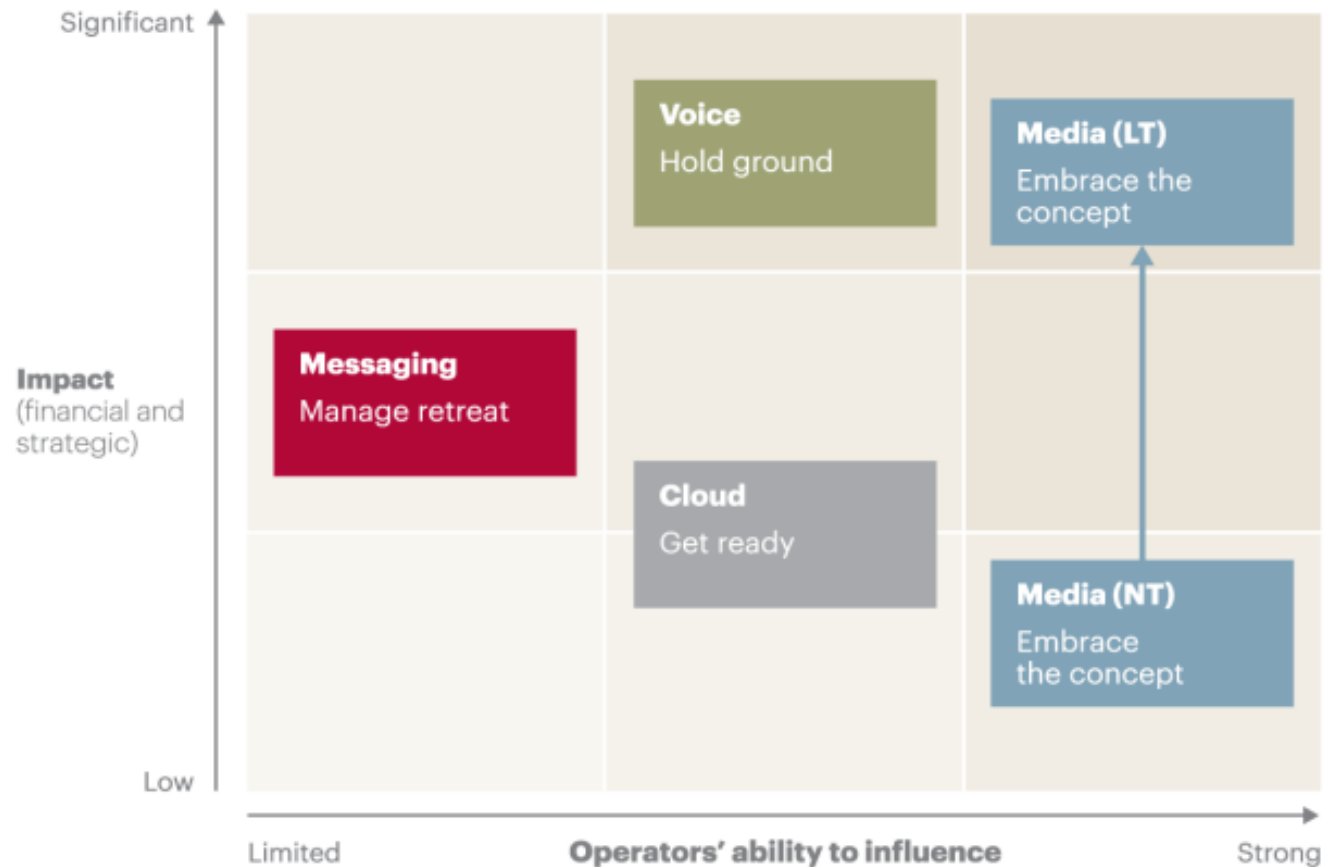 Significant
Voice
Hold ground
Media (LT)
Embrace the
concept
Impact
(financial and
strategic)
Messaging
Manage retreat
Cloud
Get ready
Media (NT)
Embrace
the concept
Low
Limited
Operators' ability to influence
Strong